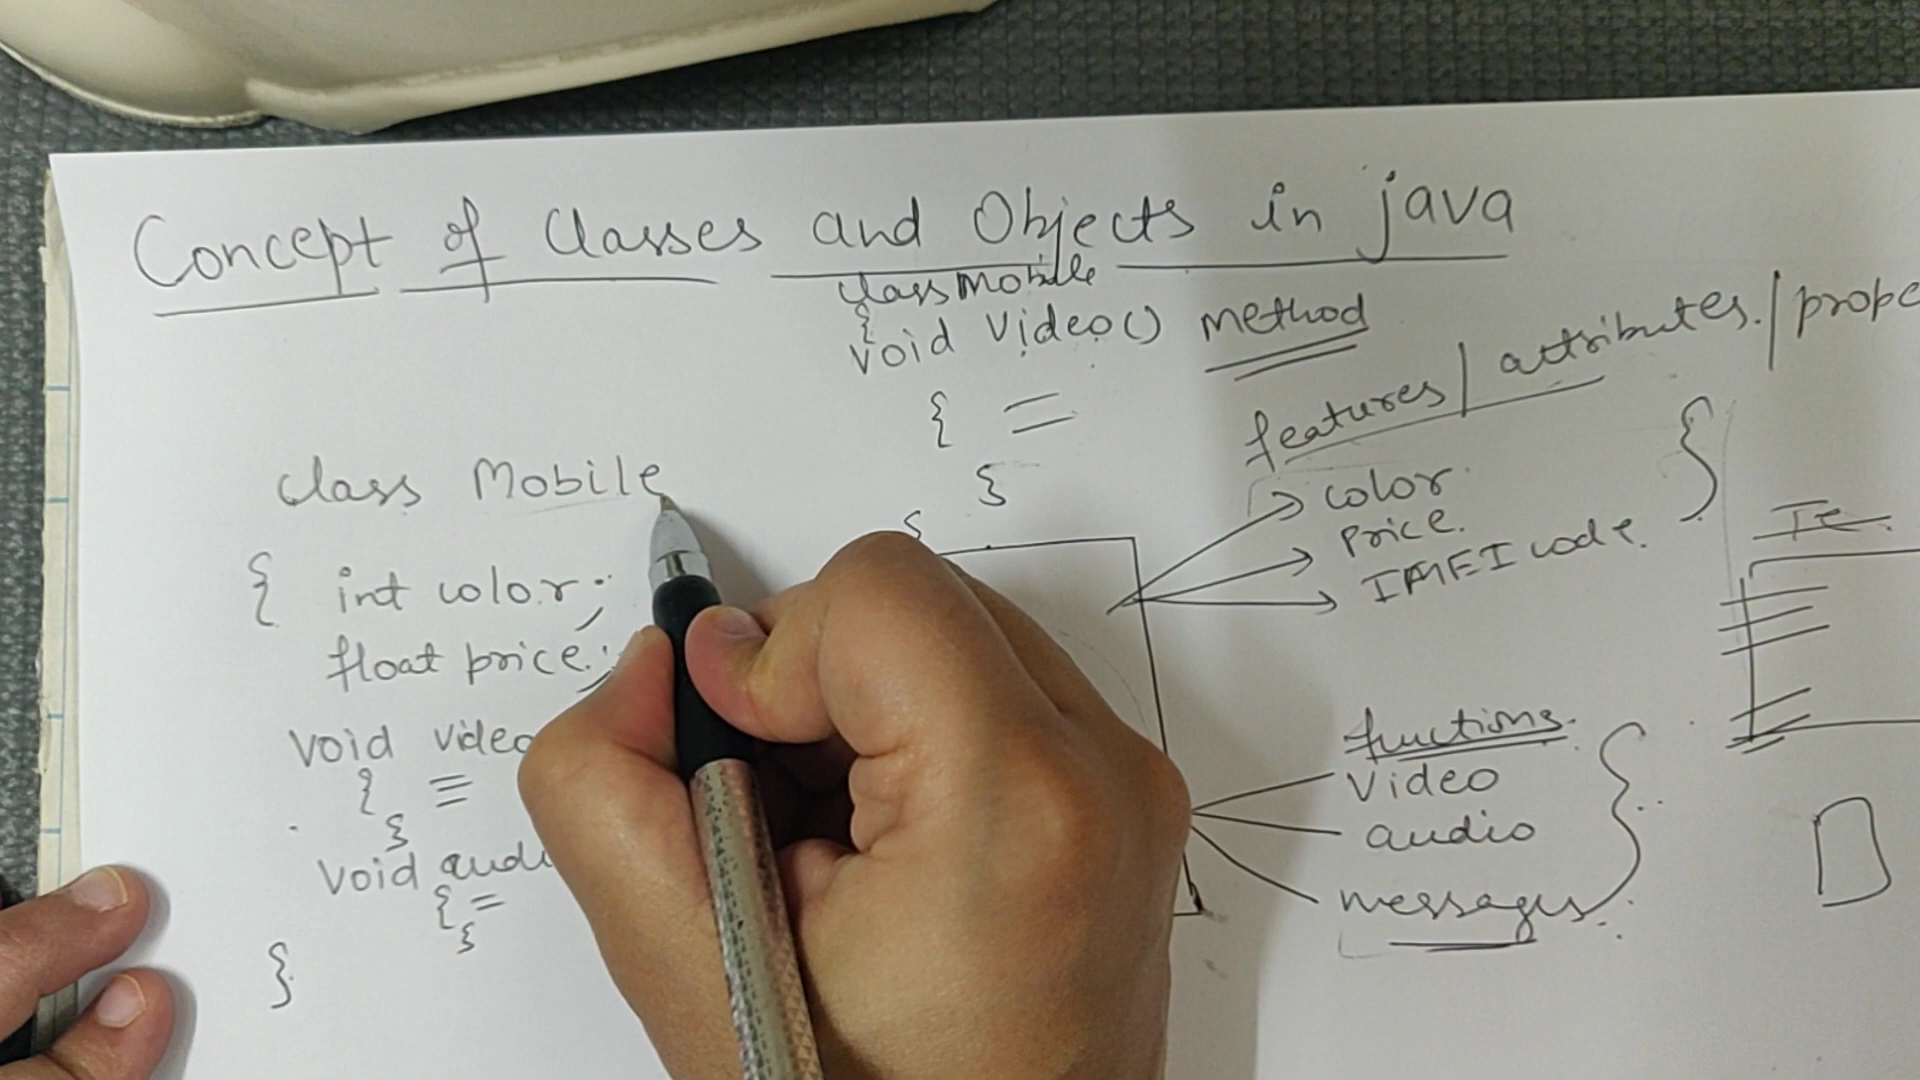 Concept of Classes and Objects in java
class Mobile
{
void Video() method
{ =
}
features / attributes. /
color
price.
IMEI code.
class Mobile
{ int color;
float price;
void video
{ ≡
}
void audi
{ =
}
}
fuctions.
Video
audio
messages